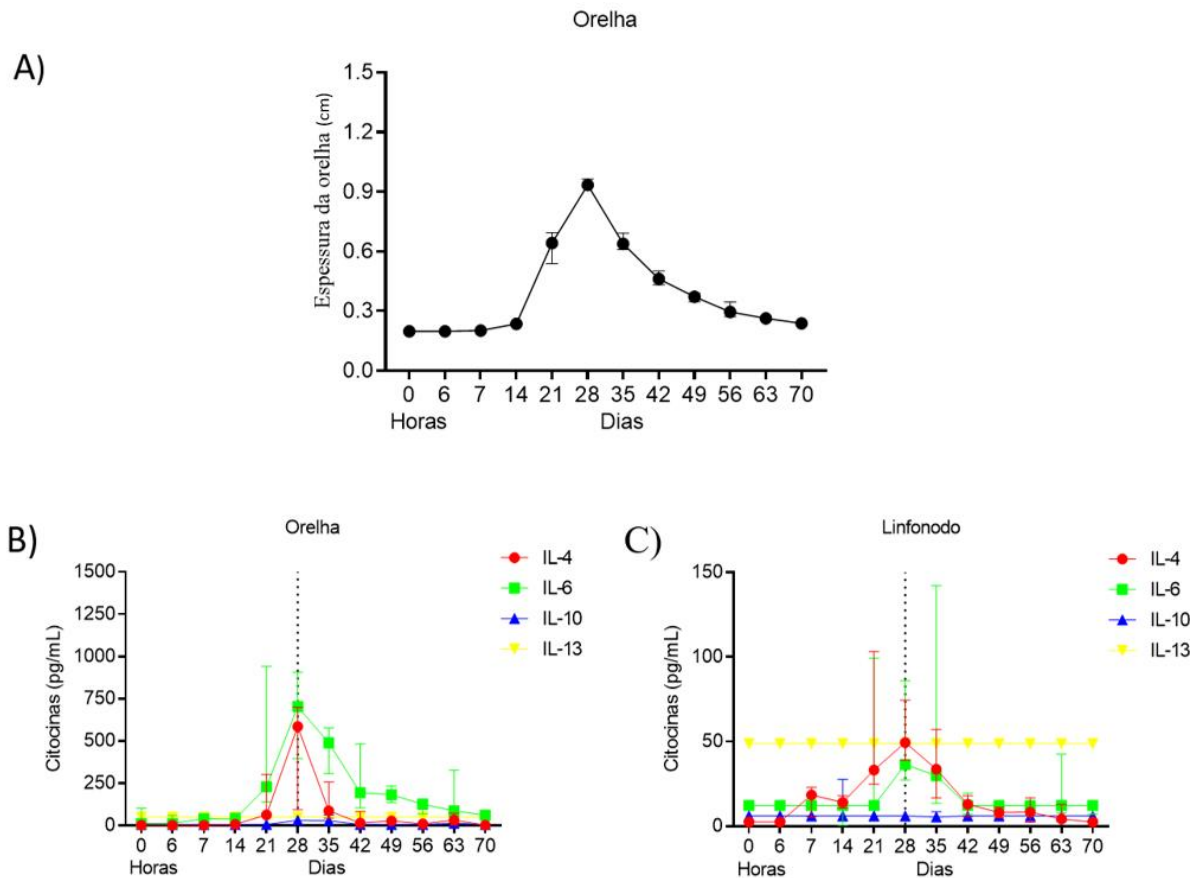 Orelha
A)
Espessura da orelha (cm)
1.5
1.2
0.9
0.6
0.3
0.0
0 6 7 14 21 28 35 42 49 56 63 70
Horas Dias
B)
Orelha
Citocinas (pg/mL)
1500
1250
1000
750
500
250
0
0 6 7 14 21 28 35 42 49 56 63 70
Horas Dias
IL-4
IL-6
IL-10
IL-13
C)
Linfonodo
Citocinas (pg/mL)
150
100
50
0
0 6 7 14 21 28 35 42 49 56 63 70
Horas Dias
IL-4
IL-6
IL-10
IL-13